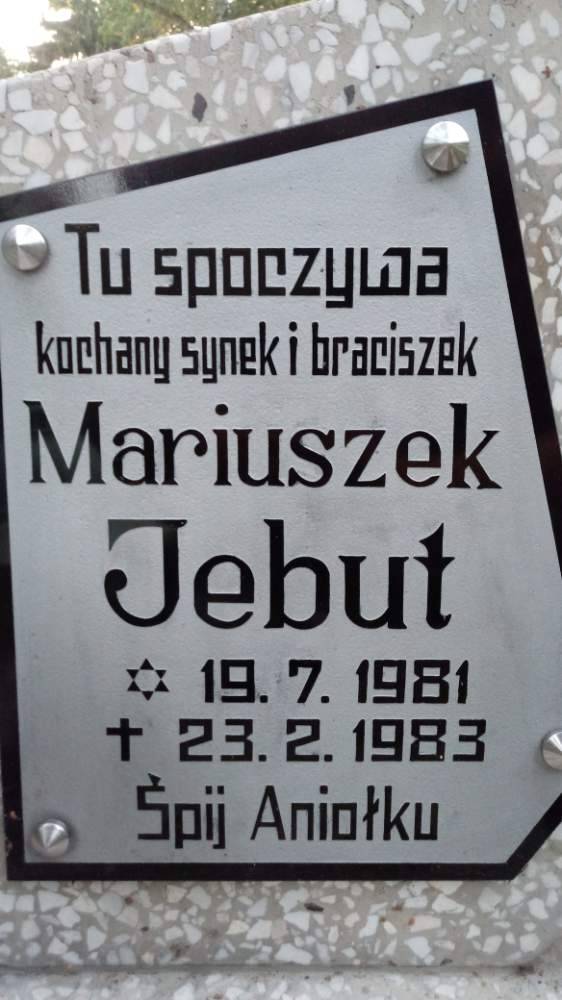 Tu spoczywa
kochany synek i braciszek
Mariuszek
Jebut
✡ 19. 7. 1981
✝ 23. 2. 1983
Śpij Aniołku